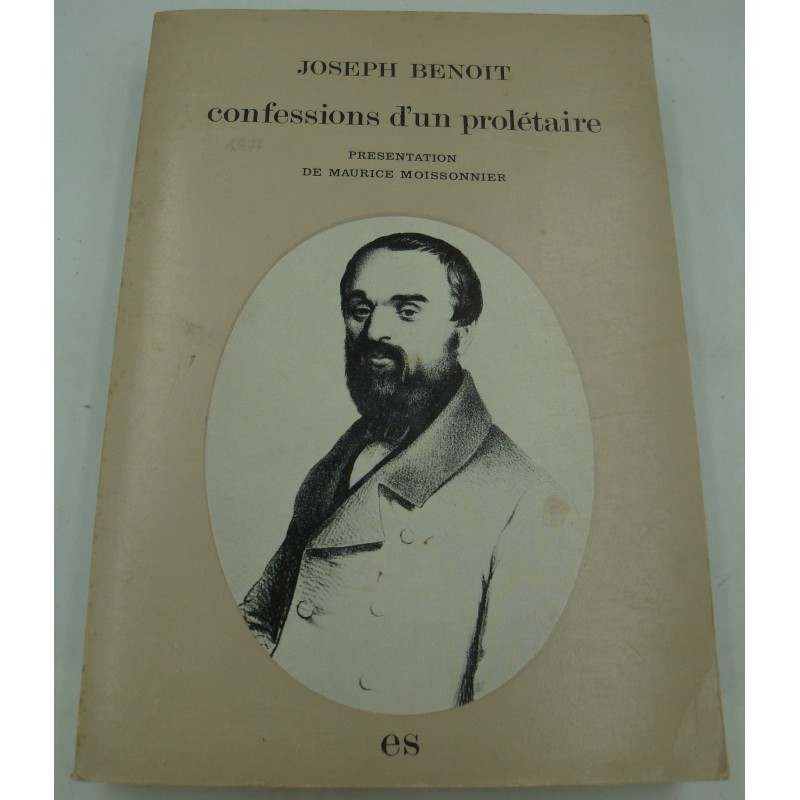 JOSEPH BENOIT
confessions d'un prolétaire
PRESENTATION
DE MAURICE MOISSONNIER
es